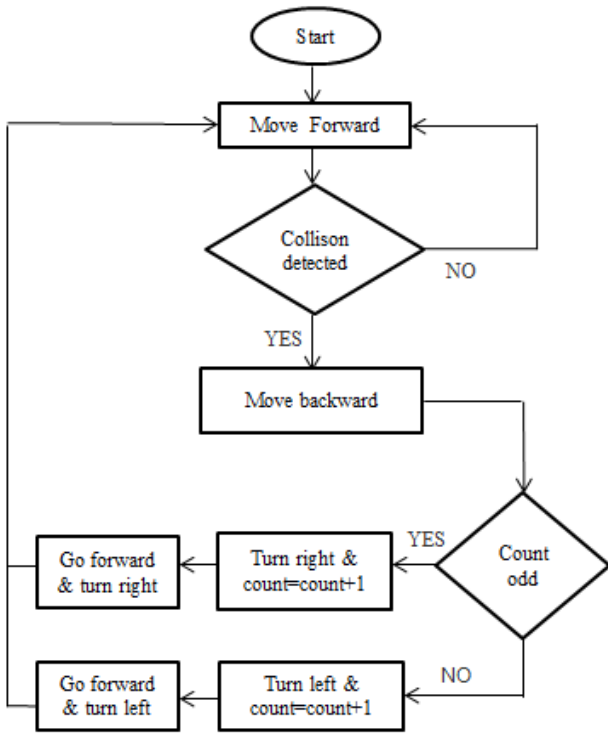 Start
Move Forward
Collison
detected
NO
YES
Move backward
Count
odd
YES
Turn right &
count=count+1
Go forward
& turn right
NO
Turn left &
count=count+1
Go forward
& turn left